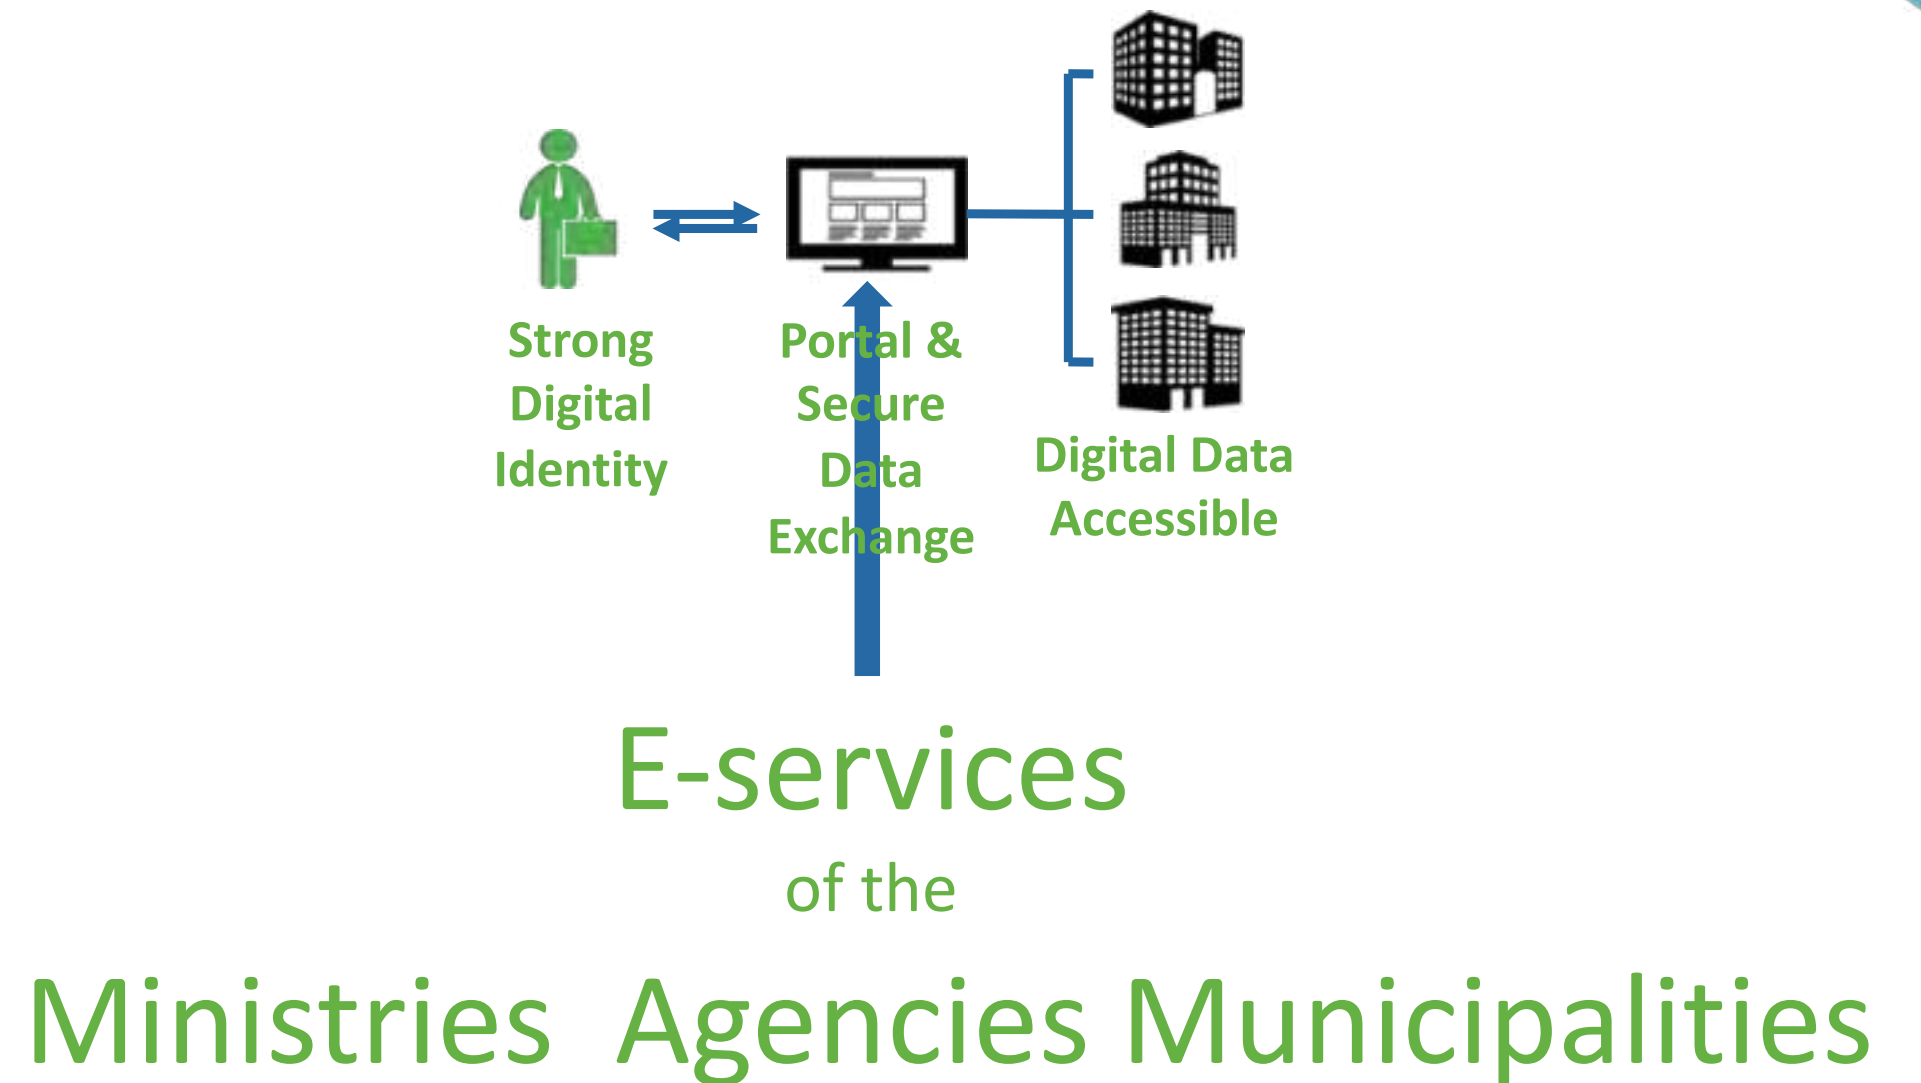 Strong
Digital
Identity
Portal &
Secure
Data
Exchange
Digital Data
Accessible
E-services
of the
Ministries Agencies Municipalities